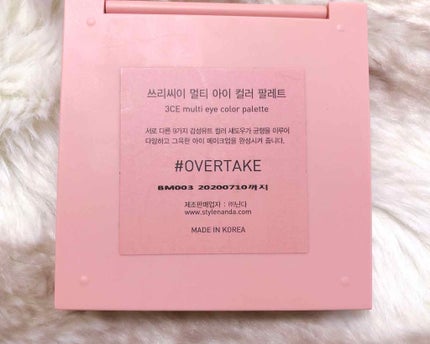 쓰리씨이 멀티 아이 컬러 팔레트
3CE multi eye color palette
서로 다른 9가지 감성뮤트 컬러 섀도우가 균형을 이루어
다양하고 그윽한 아이 메이크업을 완성시켜 줍니다.
#OVERTAKE
BM003 20200710까지
제조판매업자 : ㈜난다
www.stylenanda.com
MADE IN KOREA